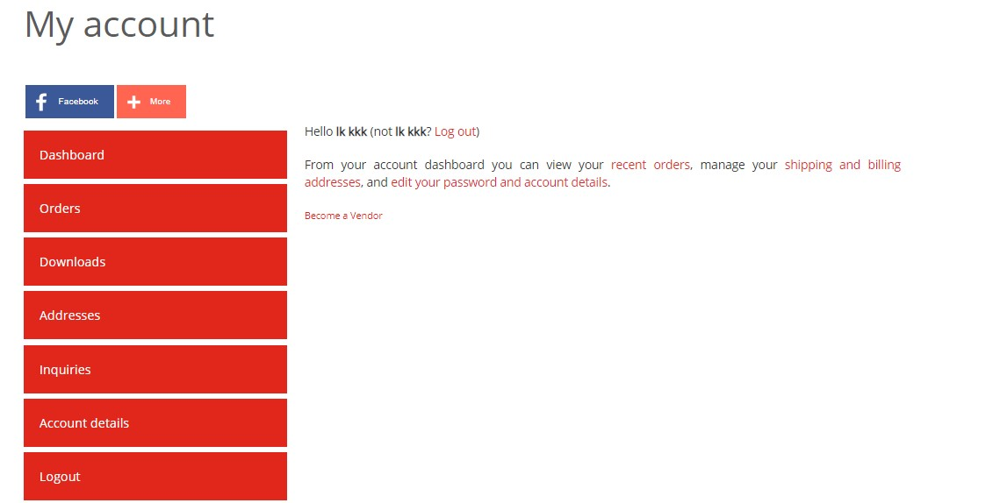 My account
Facebook
More
Dashboard
Orders
Downloads
Addresses
Inquiries
Account details
Logout
Hello lk kkk (not lk kkk? Log out)
From your account dashboard you can view your recent orders, manage your shipping and billing
addresses, and edit your password and account details.
Become a Vendor